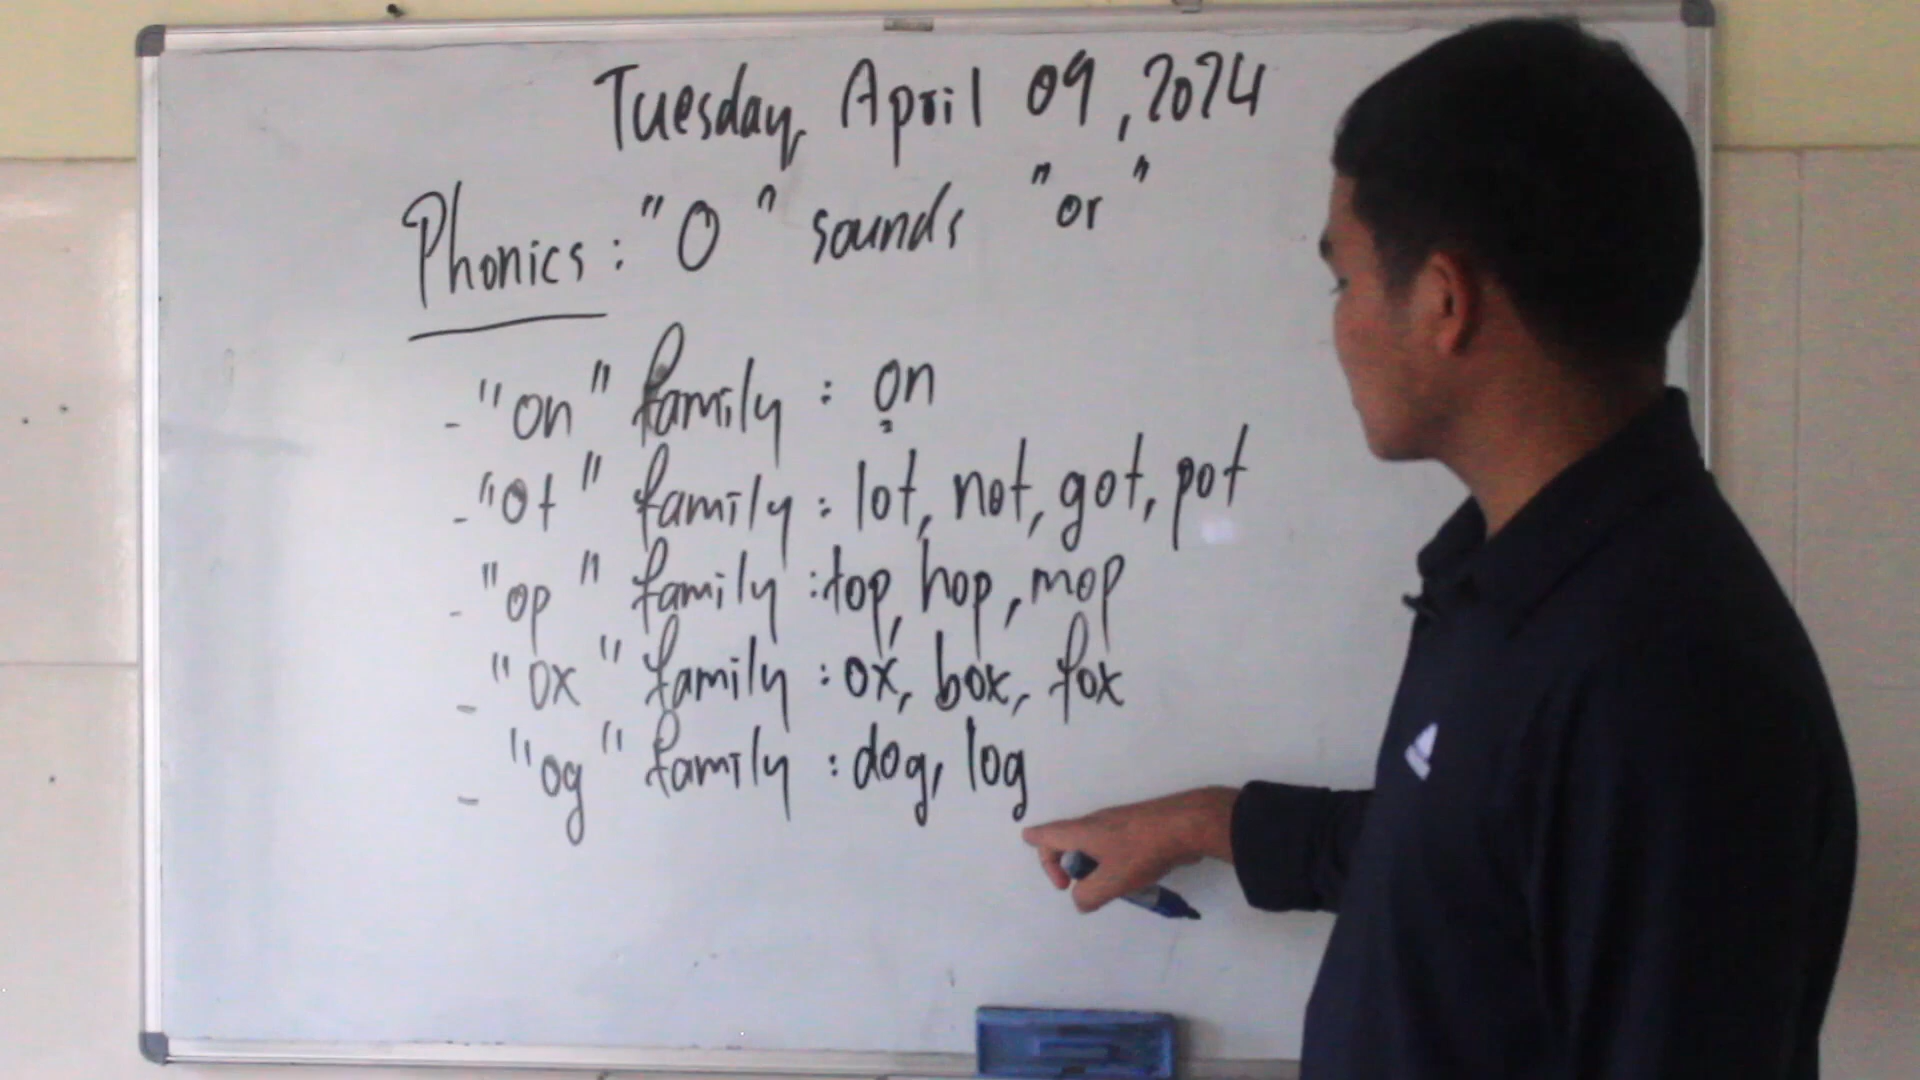 Tuesday, April 09, 2024
Phonics: "O" sounds "or"
- "on" family: on
- "ot" family: lot, not, got, pot
- "op" family: top, hop, mop
- "ox" family: ox, box, fox
- "og" family: dog, log